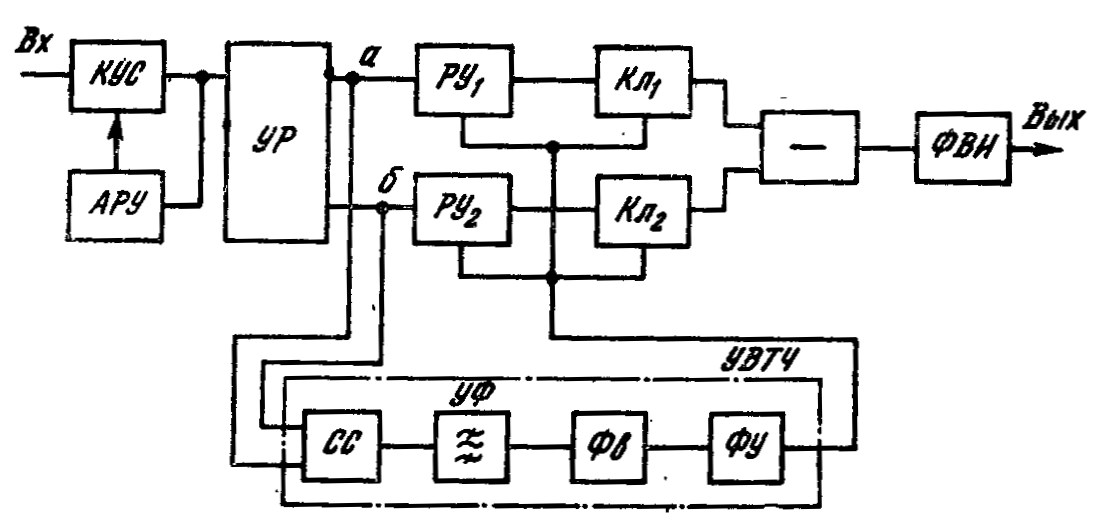 Вх
КУС
АРУ
УР
а
б
РУ1
Кл1
РУ2
Кл2
—
ФВИ
Вых
УВТЧ
СС
УФ
ФВ
ФУ